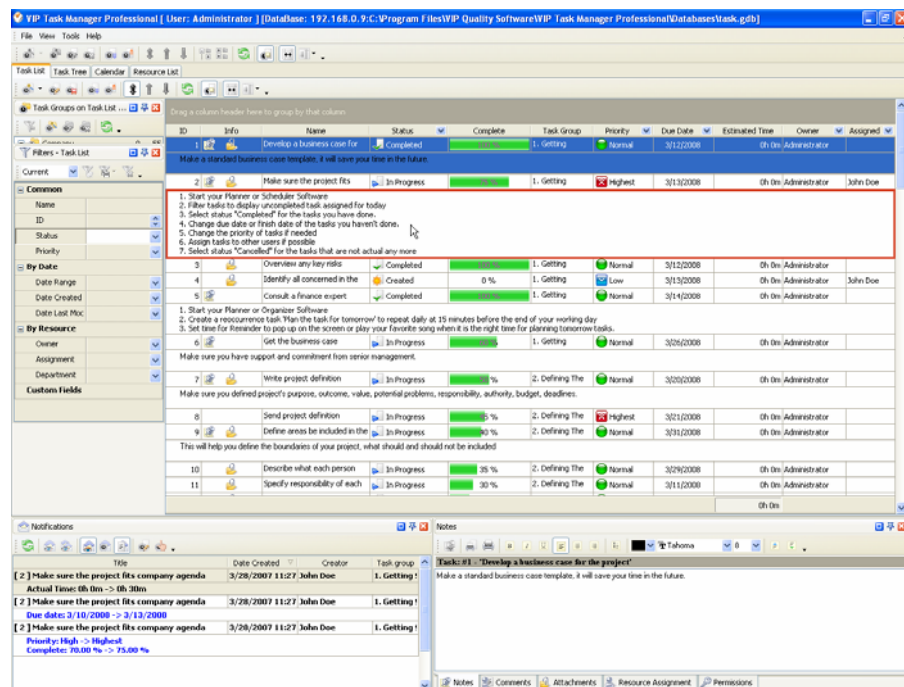 VIP Task Manager Professional [ User: Administrator ] [DataBase: 192.168.0.9:C:\Program Files\VIP Quality Software\VIP Task Manager Professional\Databases\task.gdb]
File View Tools Help
Task List Task Tree Calendar Resource List
Task Groups on Task List ...
Drag a column header here to group by that column
ID Info Name Status Complete Task Group Priority Due Date Estimated Time Owner Assigned
1 Develop a business case for Completed 100 % 1. Getting Normal 3/12/2008 0h 0m Administrator
Make a standard business case template, it will save your time in the future.
2 Make sure the project fits In Progress 1. Getting Highest 3/13/2008 0h 0m Administrator John Doe
1. Start your Planner or Scheduler Software
2. Filter tasks to display uncompleted task assigned for today
3. Select status "Completed" for the tasks you have done.
4. Change due date or finish date of the tasks you haven't done.
5. Change the priority of tasks if needed
6. Assign tasks to other users if possible
7. Select status "Cancelled" for the tasks that are not actual any more
3 Overview any key risks Completed 100 % 1. Getting Normal 3/12/2008 0h 0m Administrator
4 Identify all concerned in the Created 0 % 1. Getting Low 3/13/2008 0h 0m Administrator John Doe
5 Consult a finance expert Completed 100 % 1. Getting Normal 3/14/2008 0h 0m Administrator
1. Start your Planner or Organizer Software
2. Create a reoccurrence task 'Plan the task for tomorrow' to repeat daily at 15 minutes before the end of your working day
3. Set time for Reminder to pop up on the screen or play your favorite song when it is the right time for planning tomorrow tasks.
6 Get the business case In Progress 1. Getting Normal 3/26/2008 0h 0m Administrator
Make sure you have support and commitment from senior management.
7 Write project definition In Progress 2. Defining The Normal 3/20/2008 0h 0m Administrator
Make sure you defined project's purpose, outcome, value, potential problems, responsibility, authority, budget, deadlines.
8 Send project definition In Progress 2. Defining The Highest 3/21/2008 0h 0m Administrator
9 Define areas be included in the In Progress 40 % 2. Defining The Normal 3/31/2008 0h 0m Administrator
This will help you define the boundaries of your project, what should and should not be included
10 Describe what each person In Progress 35 % 2. Defining The Normal 3/29/2008 0h 0m Administrator
11 Specify responsibility of each In Progress 30 % 2. Defining The Normal 3/11/2008 0h 0m Administrator
0h 0m
Filters - Task List
Current
Common
Name
ID
Status
Priority
By Date
Date Range
Date Created
Date Last Mod
By Resource
Owner
Assignment
Department
Custom Fields
Notifications
Title Date Created Creator Task group
[ 2 ] Make sure the project fits company agenda 3/28/2007 11:27 John Doe 1. Getting
Actual Time: 0h 0m -> 0h 30m
[ 2 ] Make sure the project fits company agenda 3/28/2007 11:27 John Doe 1. Getting
Due date: 3/10/2008 -> 3/13/2008
[ 2 ] Make sure the project fits company agenda 3/28/2007 11:27 John Doe 1. Getting
Priority: High -> Highest
Complete: 70.00 % -> 75.00 %
Notes
Tahoma 8
Task: #1 - 'Develop a business case for the project'
Make a standard business case template, it will save your time in the future.
Notes Comments Attachments Resource Assignment Permissions